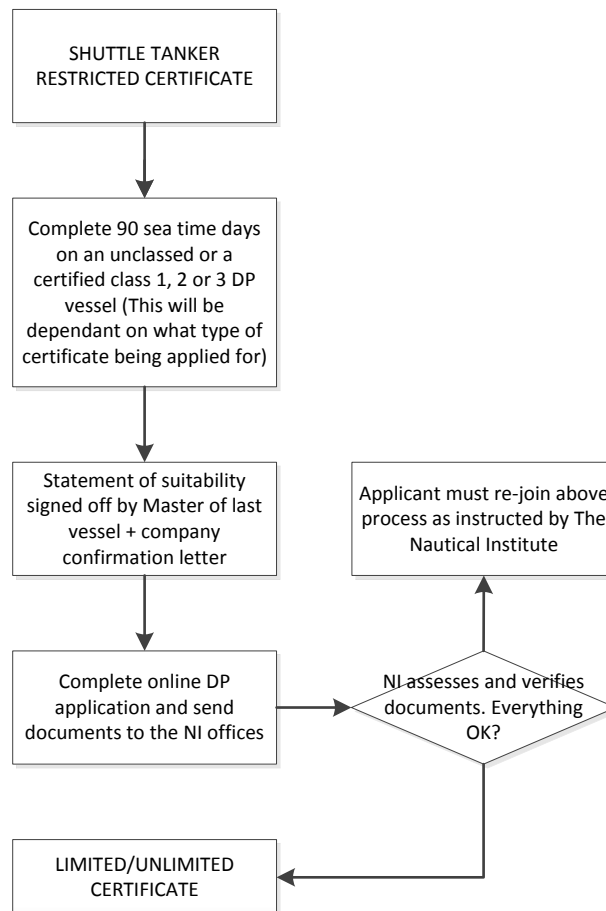 SHUTTLE TANKER
RESTRICTED CERTIFICATE
Complete 90 sea time days
on an unclassed or a
certified class 1, 2 or 3 DP
vessel (This will be
dependant on what type of
certificate being applied for)
Statement of suitability
signed off by Master of last
vessel + company
confirmation letter
Applicant must re-join above
process as instructed by The
Nautical Institute
Complete online DP
application and send
documents to the NI offices
NI assesses and verifies
documents. Everything
OK?
LIMITED/UNLIMITED
CERTIFICATE